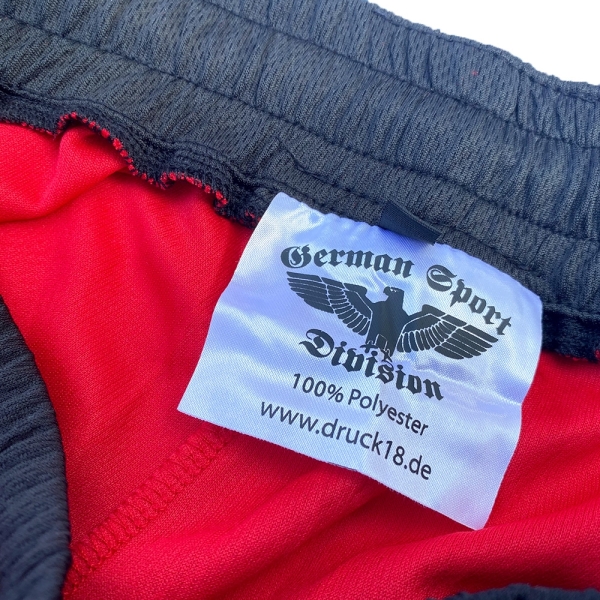 German Sport
Division
100% Polyester
www.druck18.de